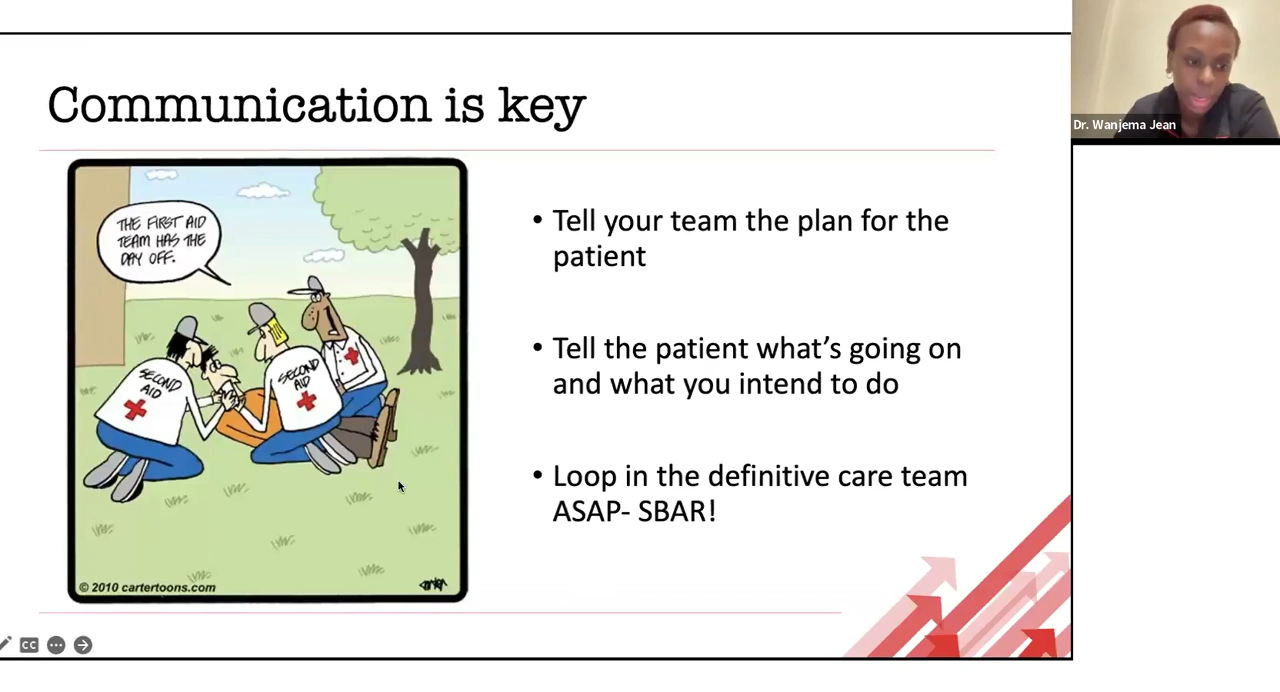 Communication is key
THE FIRST AID
TEAM HAS THE
DAY OFF.
SECOND
AID
SECOND
AID
© 2010 cartertoons.com
• Tell your team the plan for the
patient
• Tell the patient what’s going on
and what you intend to do
• Loop in the definitive care team
ASAP- SBAR!
CC
Dr. Wanjema Jean